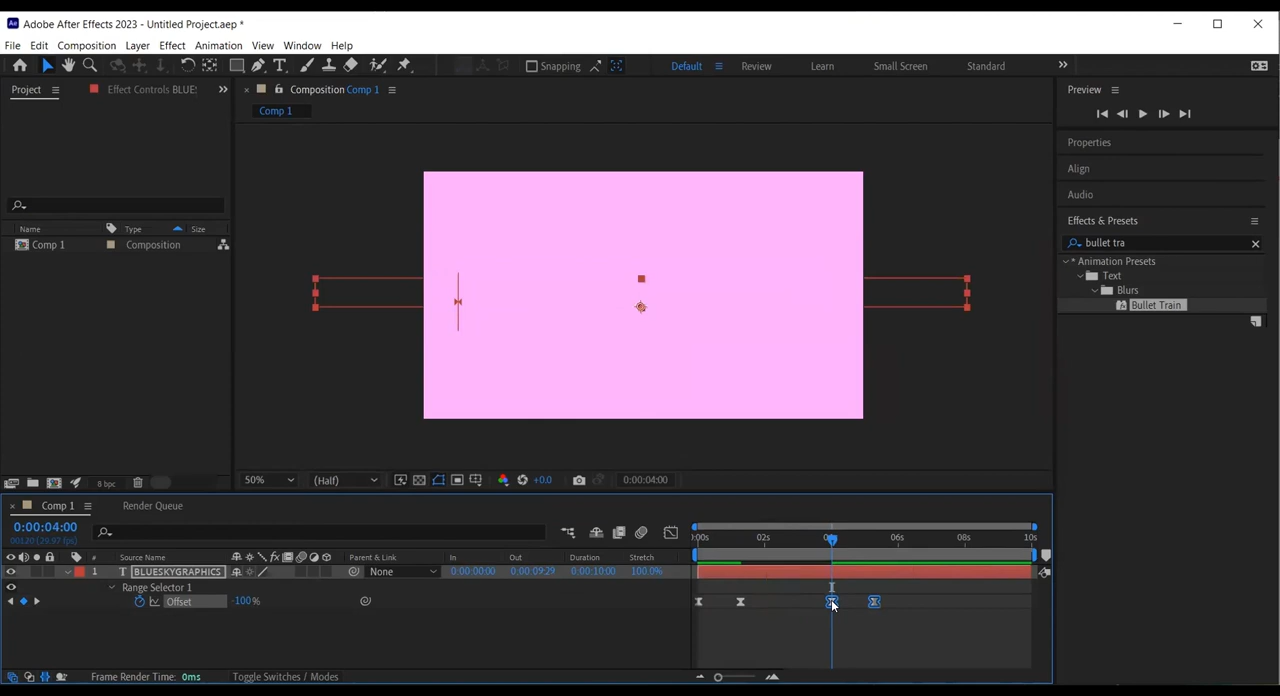 Ae Adobe After Effects 2023 - Untitled Project.aep *
File Edit Composition Layer Effect Animation View Window Help
Snapping Default Review Learn Small Screen Standard
Project Effect Controls BLUE Composition Comp 1 Preview
Comp 1
Properties
Align
Audio
Effects & Presets
Name Type Size
bullet tra
Comp 1 Composition
* Animation Presets
Text
Blurs
Bullet Train
8 bpc 50% (Half) +0.0 0:00:04:00
Comp 1 Render Queue
0:00:04:00
00120 (29.97 fps)
:00s 02s 06s 08s 10s
# Source Name Parent & Link In Out Duration Stretch
1 T BLUESKYGRAPHICS None 0:00:00:00 0:00:09:29 0:00:10:00 100.0%
Range Selector 1
Offset -100 %
Frame Render Time: 0ms Toggle Switches / Modes